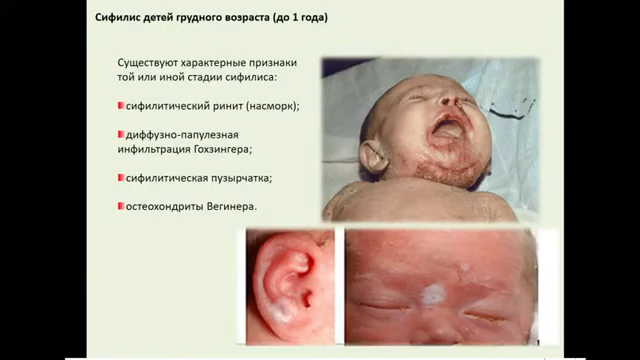 Сифилис детей грудного возраста (до 1 года)
Существуют характерные признаки
той или иной стадии сифилиса:
сифилитический ринит (насморк);
диффузно-папулезная
инфильтрация Гохзингера;
сифилитическая пузырчатка;
остеохондриты Вегинера.